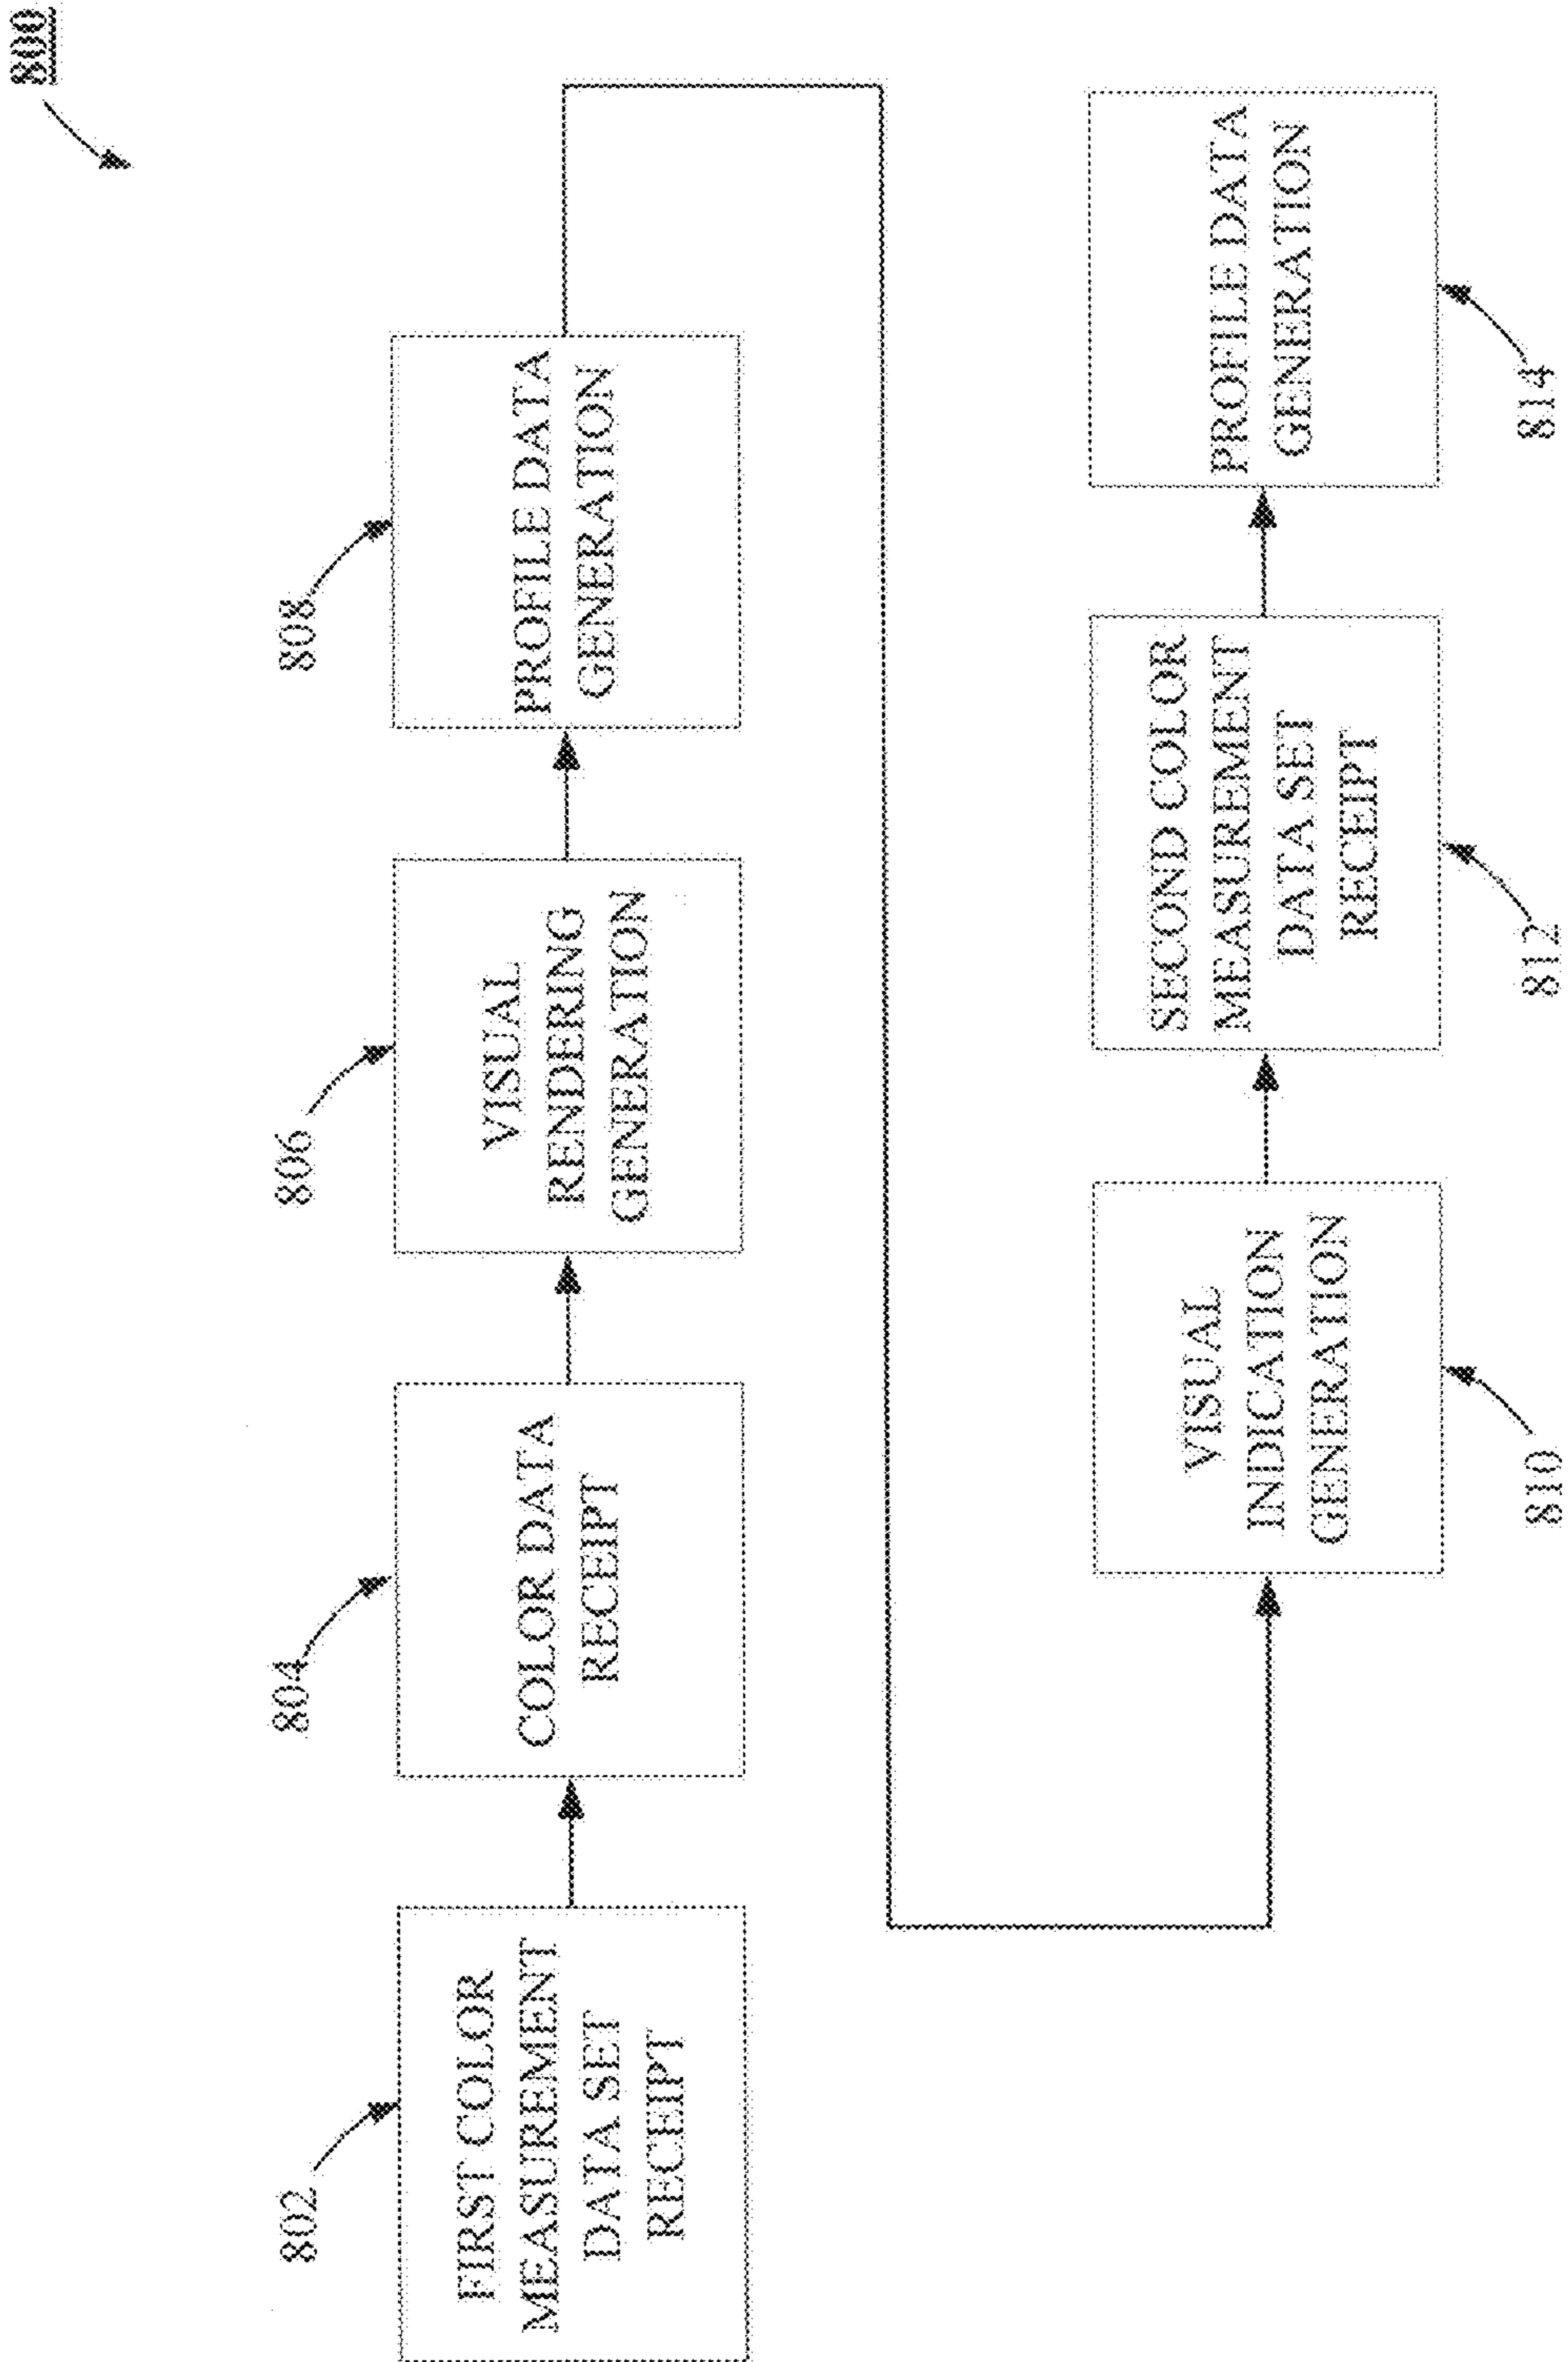 800
802
FIRST COLOR
MEASUREMENT
DATA SET
RECEIPT
804
COLOR DATA
RECEIPT
806
VISUAL
RENDERING
GENERATION
808
PROFILE DATA
GENERATION
VISUAL
INDICATION
GENERATION
810
SECOND COLOR
MEASUREMENT
DATA SET
RECEIPT
812
PROFILE DATA
GENERATION
814